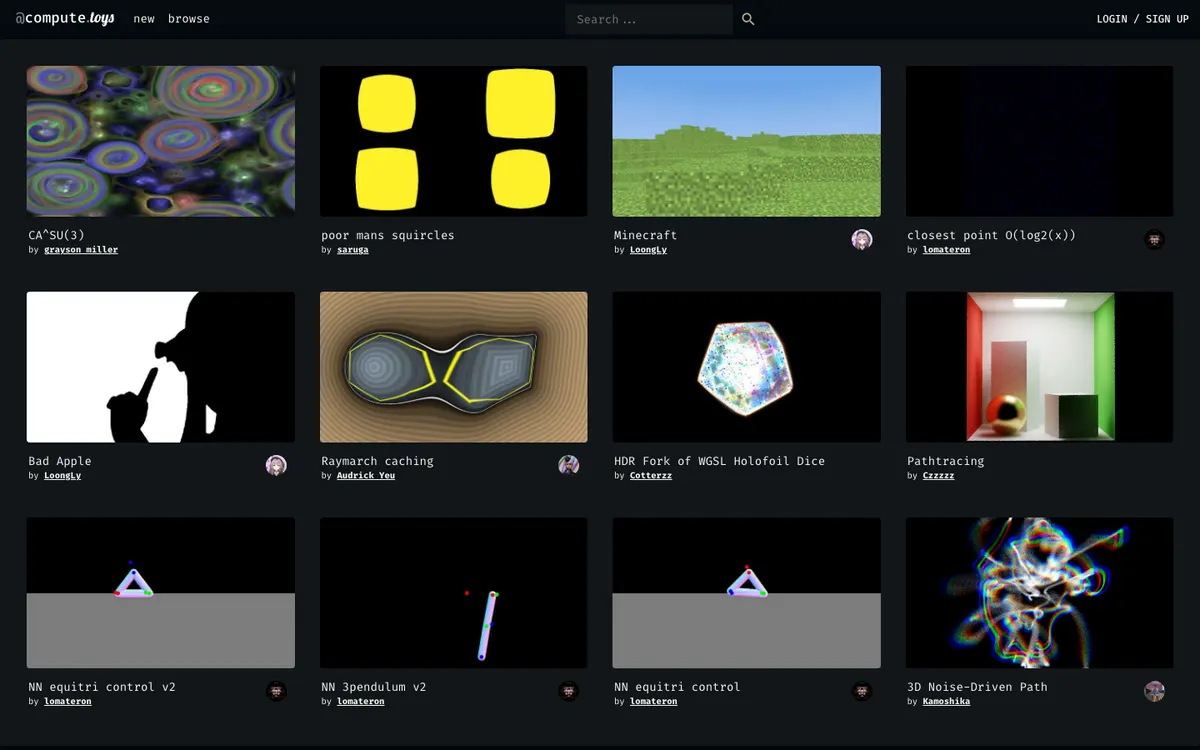 @compute.toys new browse Search ... LOGIN / SIGN UP
CA^SU(3)
by grayson miller
poor mans squircles
by saruga
Minecraft
by LoongLy
closest point O(log2(x))
by lomateron
Bad Apple
by LoongLy
Raymarch caching
by Audrick Yeu
HDR Fork of WGSL Holofoil Dice
by Cotterzz
Pathtracing
by Czzzzz
NN equitri control v2
by lomateron
NN 3pendulum v2
by lomateron
NN equitri control
by lomateron
3D Noise-Driven Path
by Kamoshika